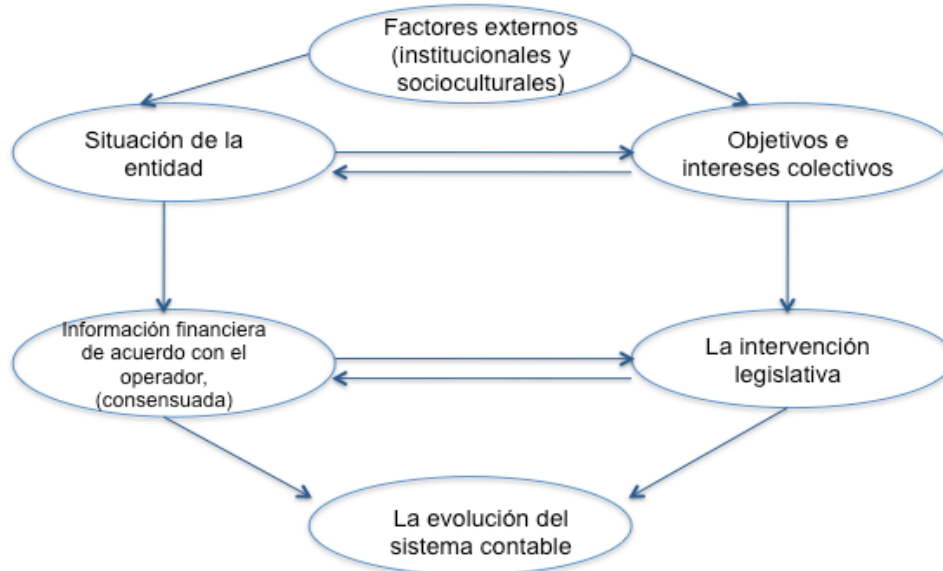 Factores externos
(institucionales y
socioculturales)
Situación de la
entidad
Objetivos e
intereses colectivos
Información financiera
de acuerdo con el
operador,
(consensuada)
La intervención
legislativa
La evolución del
sistema contable